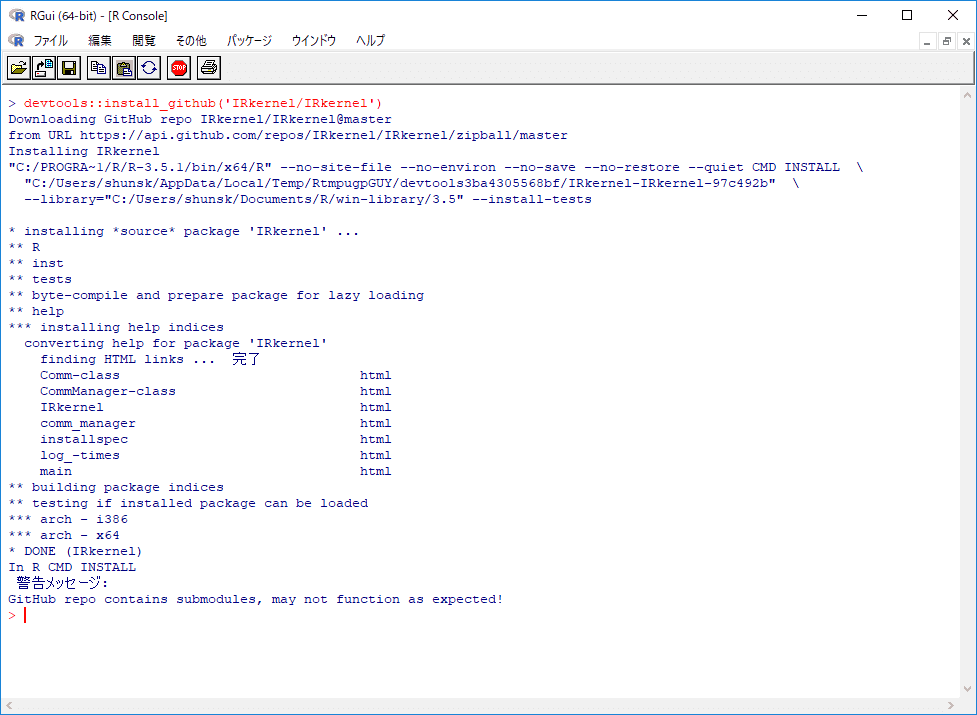 RGui (64-bit) - [R Console]
ファイル 編集 閲覧 その他 パッケージ ウインドウ ヘルプ
STOP
> devtools::install_github('IRkernel/IRkernel')
Downloading GitHub repo IRkernel/IRkernel@master
from URL https://api.github.com/repos/IRkernel/IRkernel/zipball/master
Installing IRkernel
"C:/PROGRA~1/R/R-3.5.1/bin/x64/R" --no-site-file --no-environ --no-save --no-restore --quiet CMD INSTALL \
"C:/Users/shunsk/AppData/Local/Temp/RtmpugpGUY/devtools3ba4305568bf/IRkernel-IRkernel-97c492b" \
--library="C:/Users/shunsk/Documents/R/win-library/3.5" --install-tests
* installing *source* package 'IRkernel' ...
** R
** inst
** tests
** byte-compile and prepare package for lazy loading
** help
*** installing help indices
converting help for package 'IRkernel'
finding HTML links ... 完了
Comm-class html
CommManager-class html
IRkernel html
comm_manager html
installspec html
log_-times html
main html
** building package indices
** testing if installed package can be loaded
*** arch - i386
*** arch - x64
* DONE (IRkernel)
In R CMD INSTALL
警告メッセージ:
GitHub repo contains submodules, may not function as expected!
>